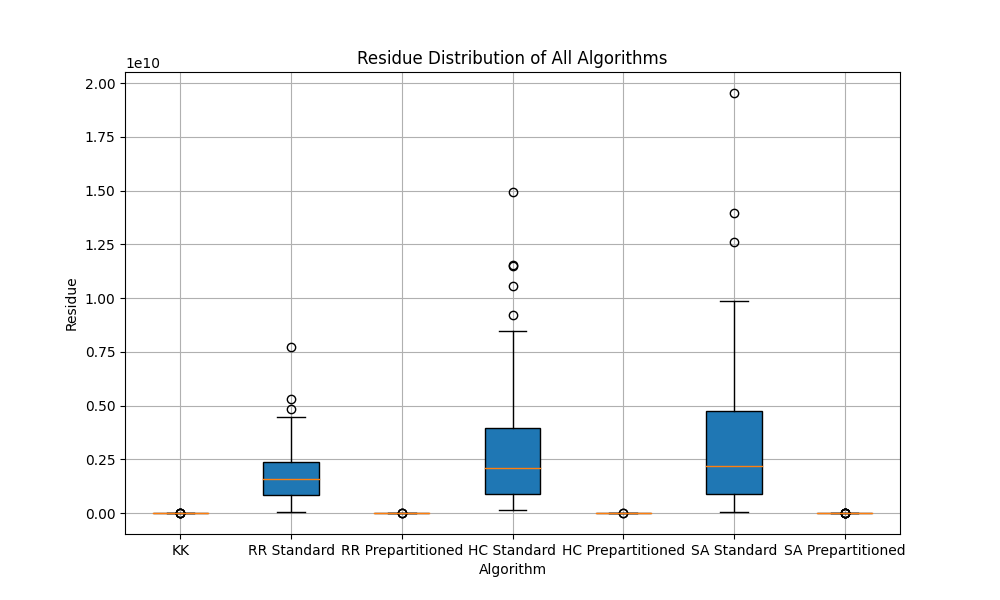 Residue Distribution of All Algorithms
1e10
2.00
1.75
1.50
1.25
1.00
0.75
0.50
0.25
0.00
Residue
KK RR Standard RR Prepartitioned HC Standard HC Prepartitioned SA Standard SA Prepartitioned
Algorithm